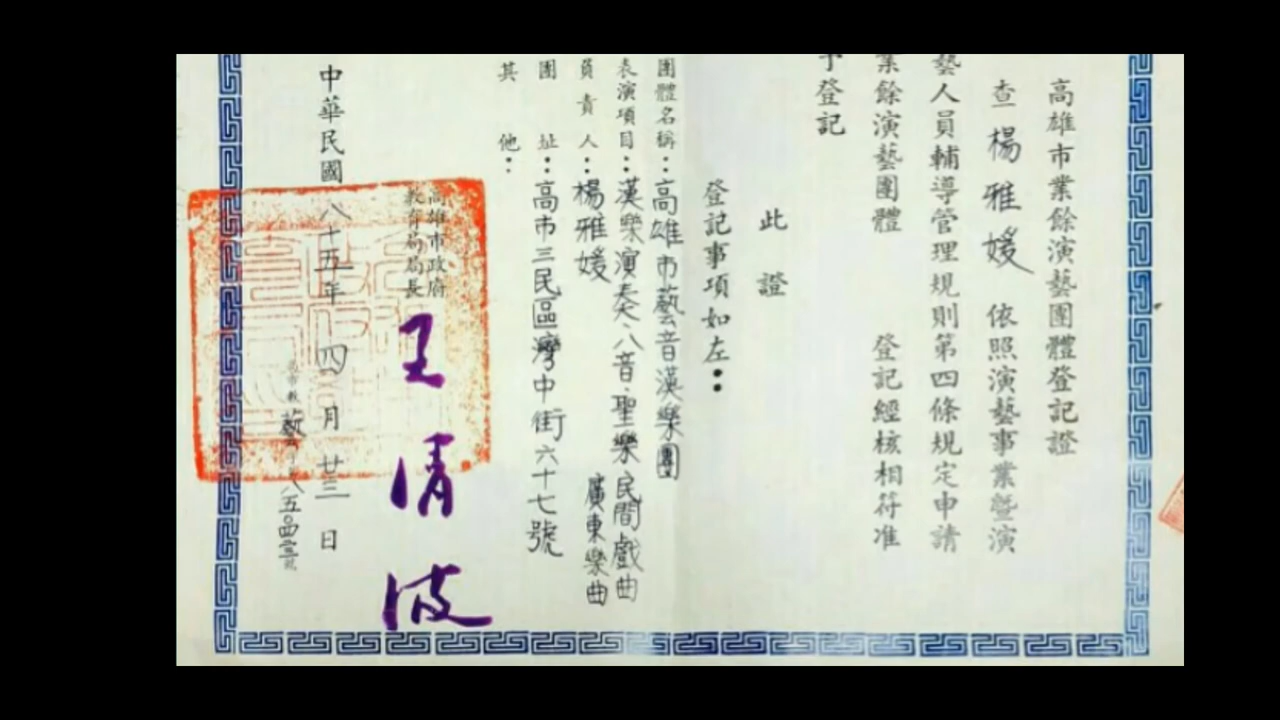 高雄市業餘演藝團體登記證
查楊雅媛 依照演藝事業暨演
藝人員輔導管理規則第四條規定申請
業餘演藝團體 登記經核相符准
予登記
此證
登記事項如左：
團體名稱：高雄市藝音漢樂團
表演項目：漢樂演奏、八音、聖樂民間戲曲
廣東樂曲
負責人：楊雅媛
團址：高市三民區灣中街六十七號
其他：
高雄市政府
教育局局長
王清波
中華民國八十五年四月廿三日